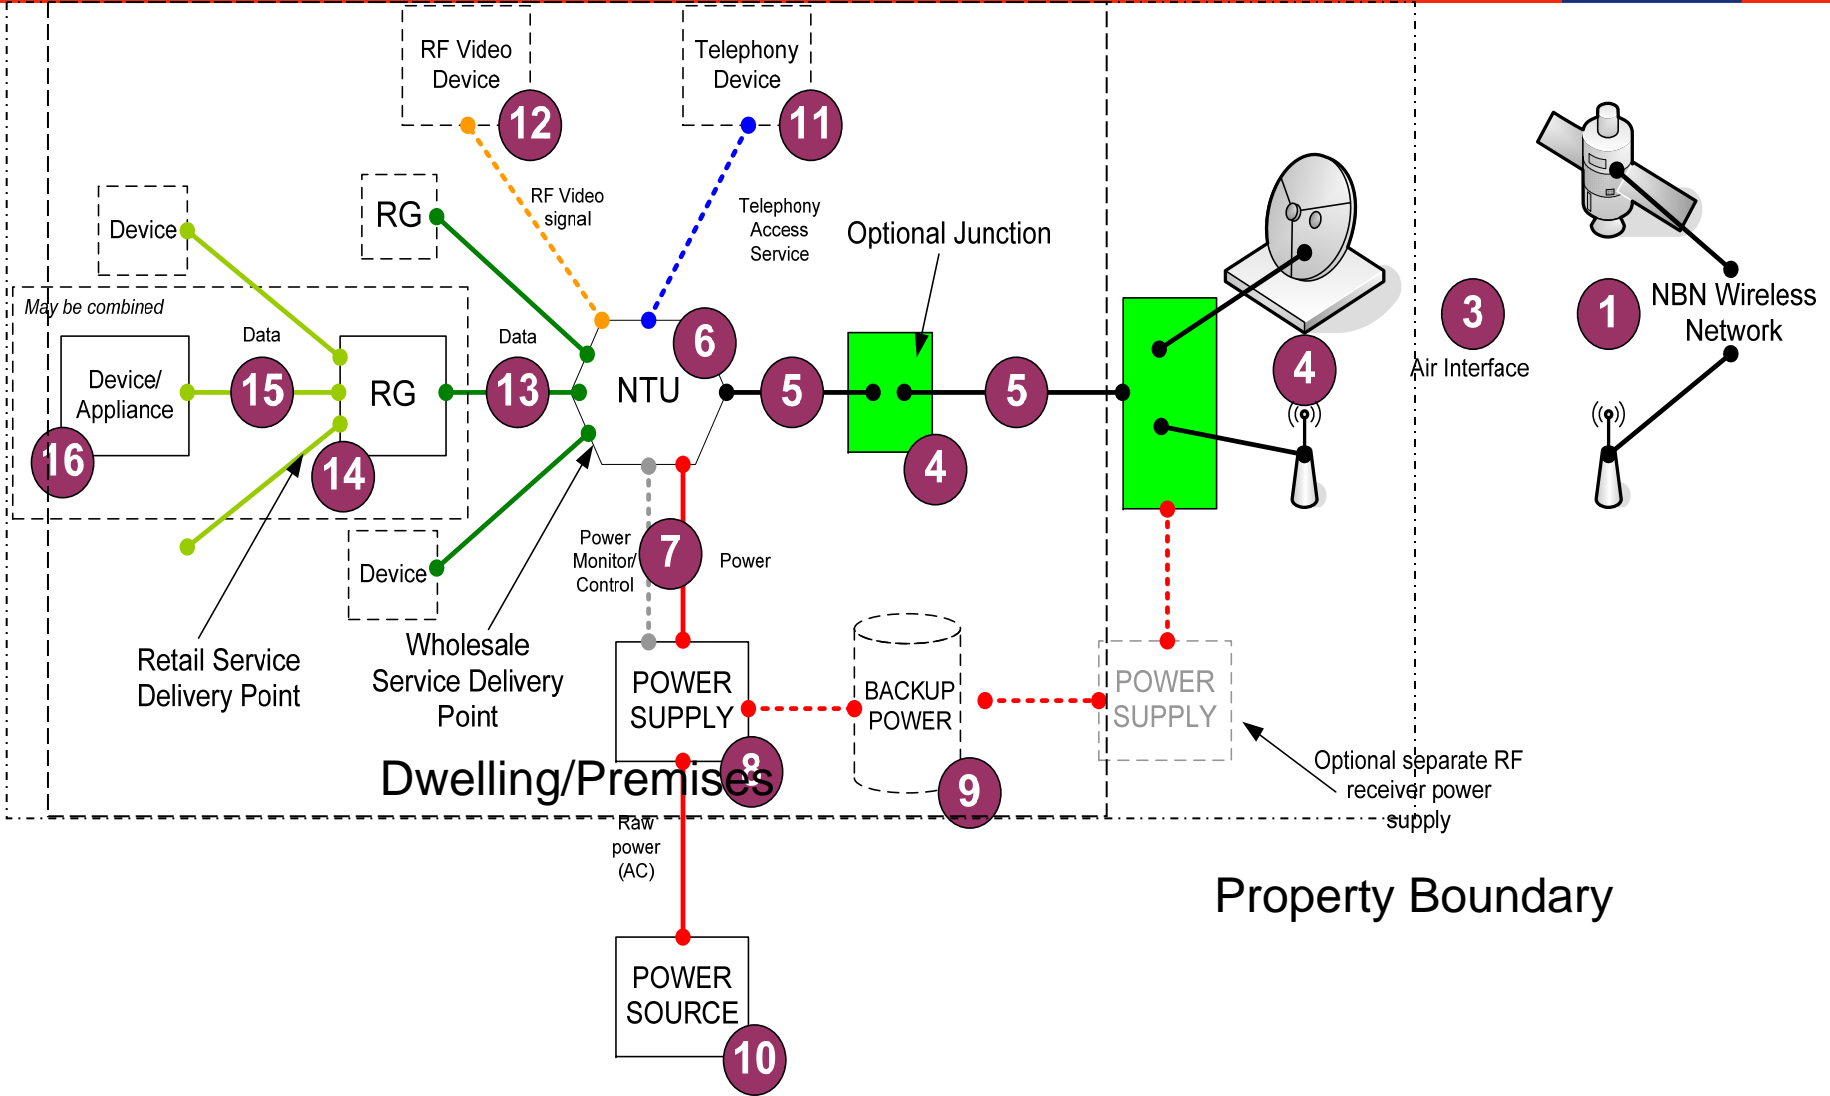 RF Video
Device
12
Telephony
Device
11
RF Video
signal
Telephony
Access
Service
Device
RG
Optional Junction
May be combined
Data
Data
6
3
1
NBN Wireless
Network
Air Interface
4
Device/
Appliance
15
RG
13
NTU
5
5
16
14
4
Power
Monitor/
Control
7
Power
Device
Retail Service
Delivery Point
Wholesale
Service Delivery
Point
POWER
SUPPLY
8
BACKUP
POWER
9
POWER
SUPPLY
Optional separate RF
receiver power
supply
Dwelling/Premises
Raw
power
(AC)
Property Boundary
POWER
SOURCE
10